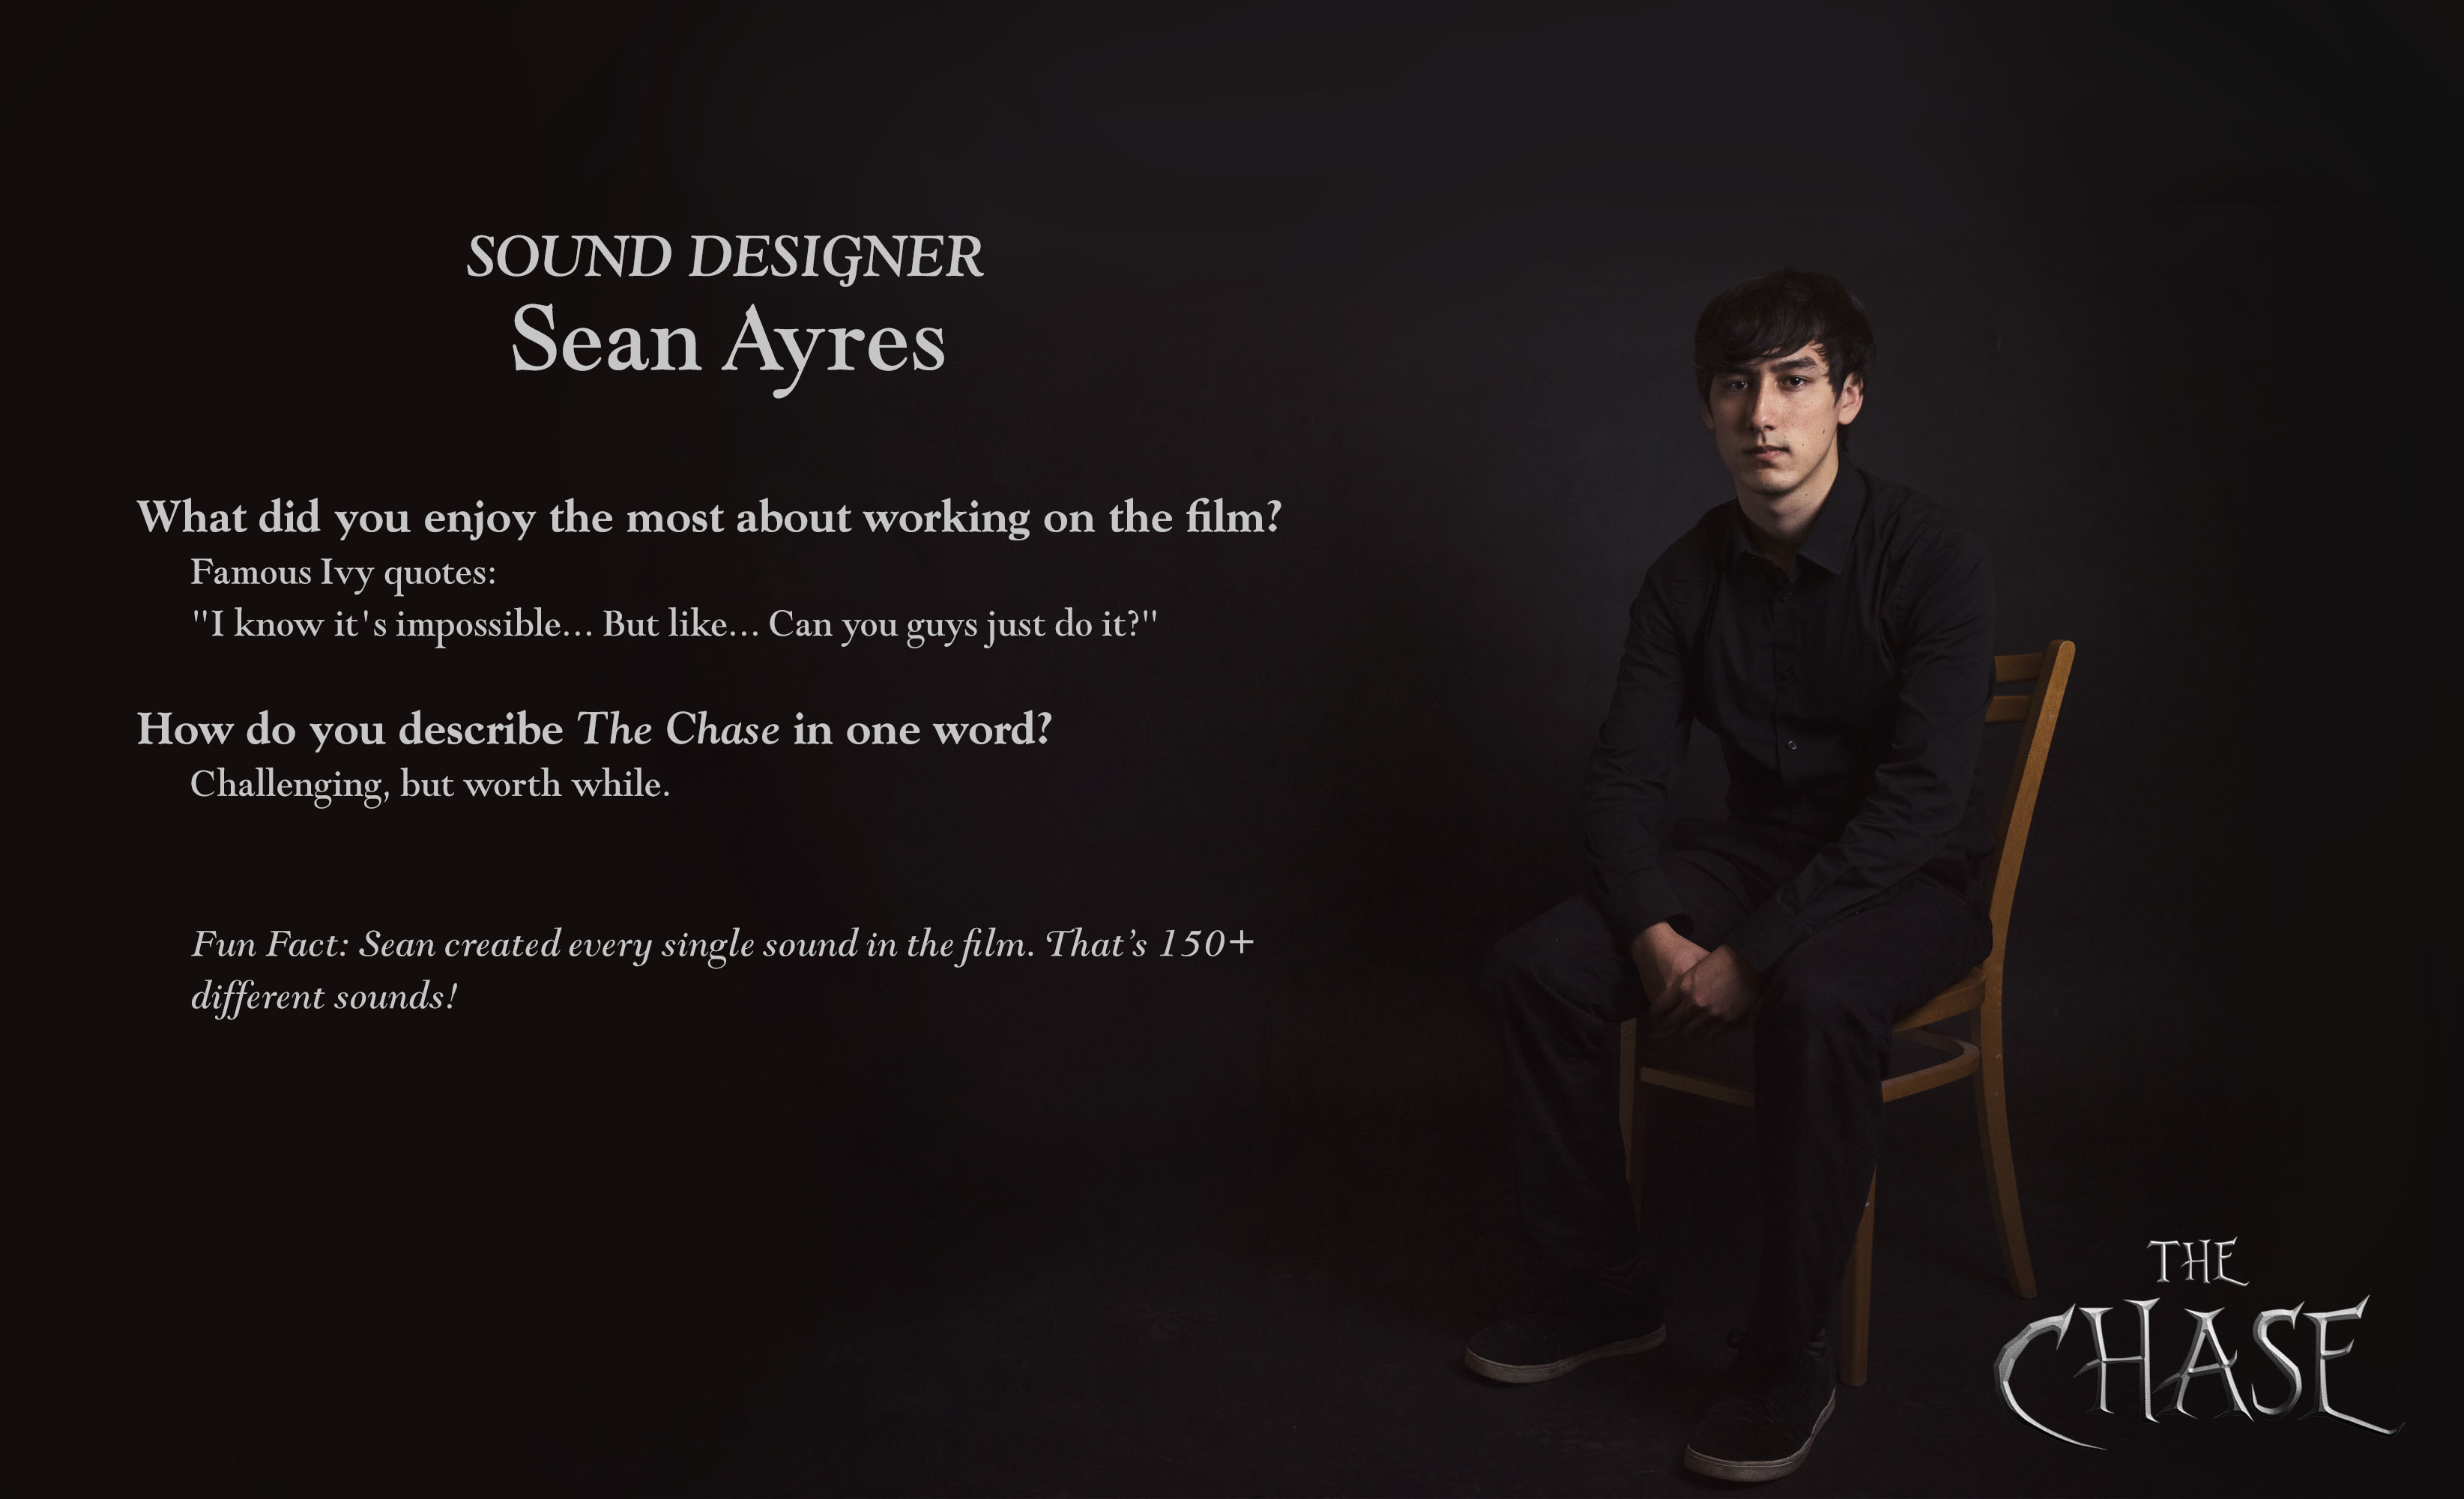 SOUND DESIGNER
Sean Ayres
What did you enjoy the most about working on the film?
Famous Ivy quotes:
"I know it's impossible... But like... Can you guys just do it?"
How do you describe The Chase in one word?
Challenging, but worth while.
Fun Fact: Sean created every single sound in the film. That’s 150+
different sounds!
THE
CHASE